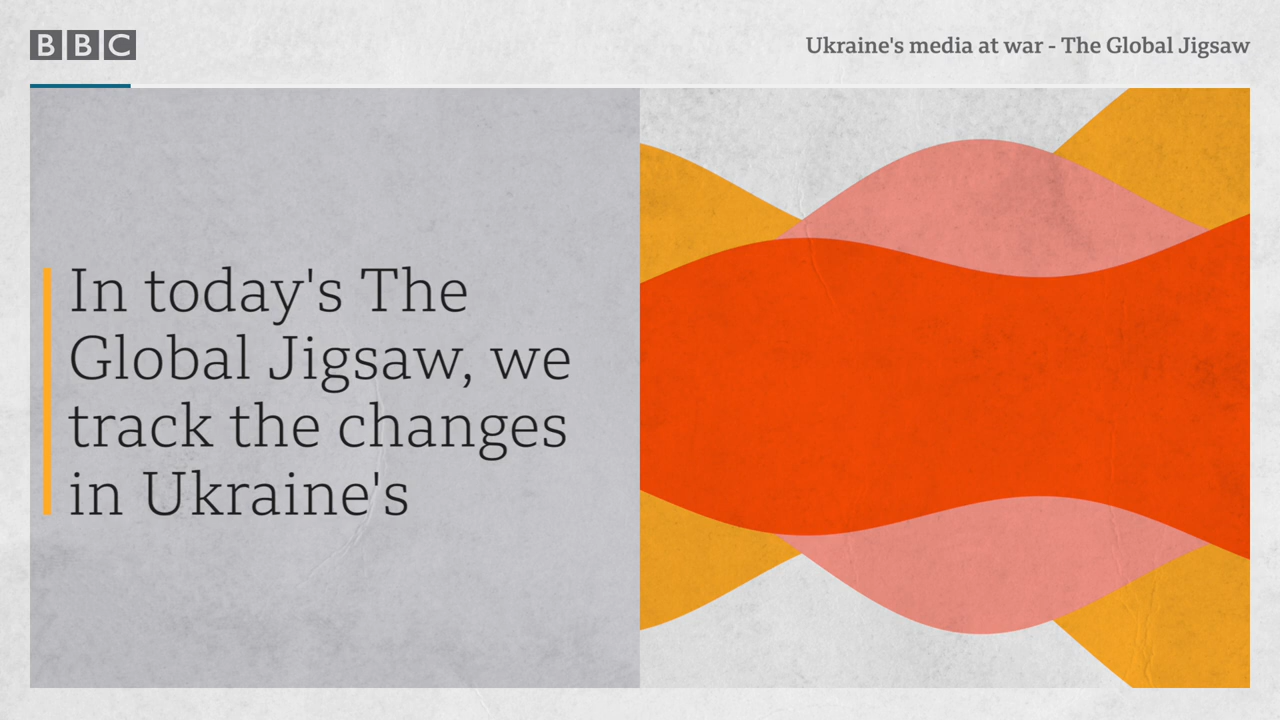 BBC
Ukraine's media at war - The Global Jigsaw
In today's The
Global Jigsaw, we
track the changes
in Ukraine's